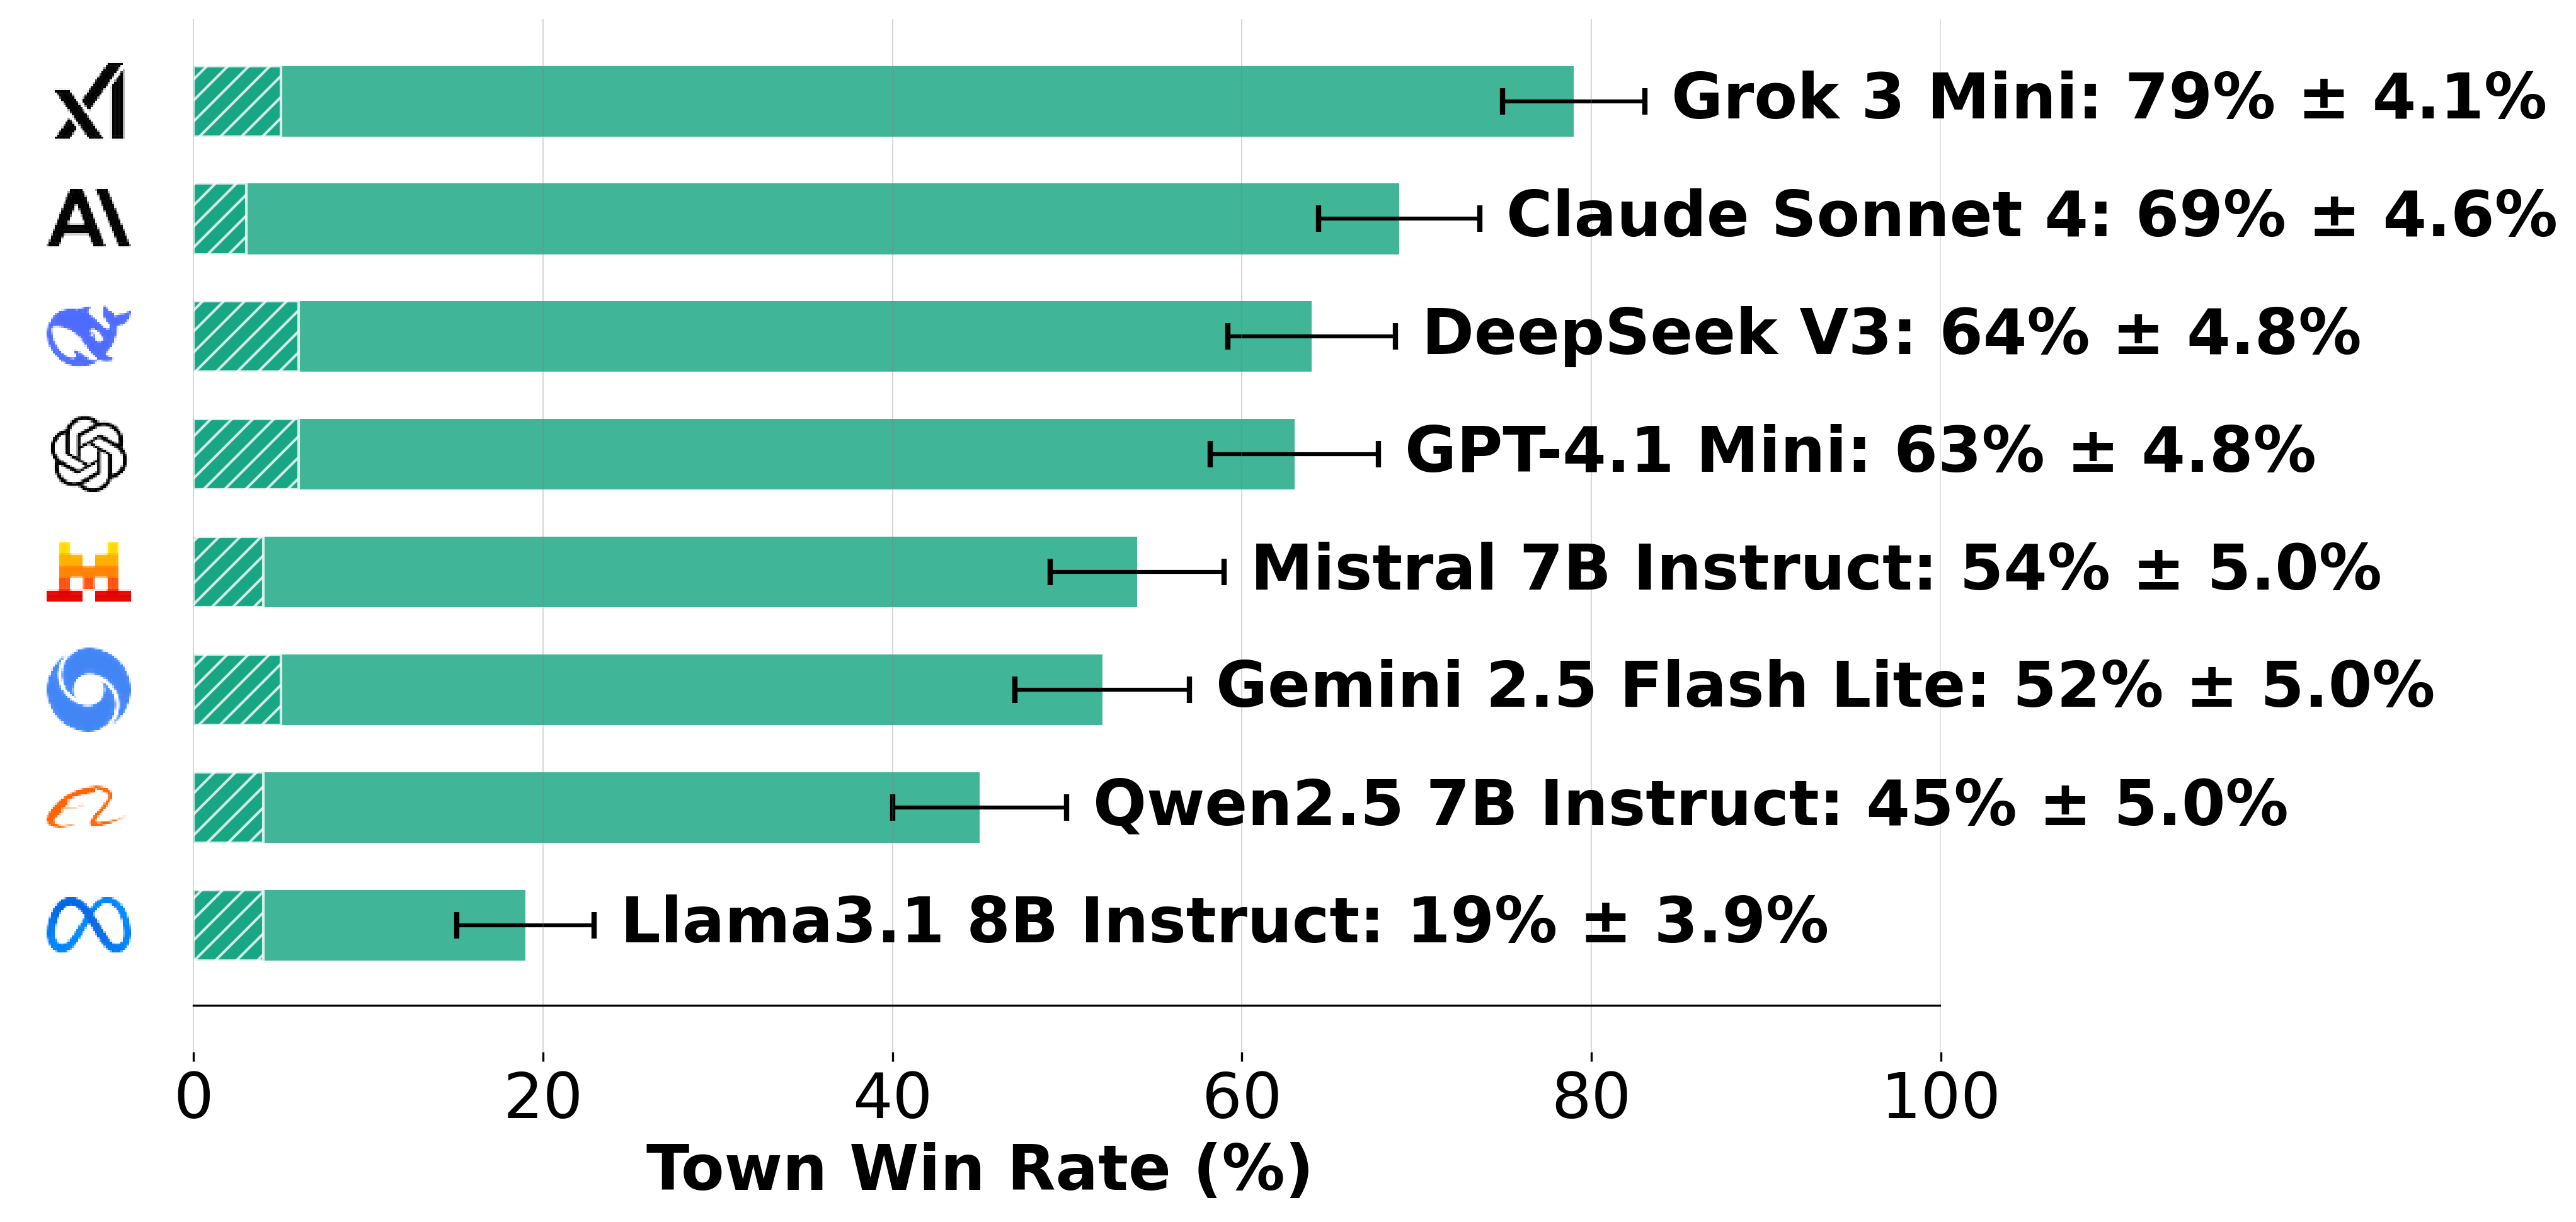 Grok 3 Mini: 79% ± 4.1%
Claude Sonnet 4: 69% ± 4.6%
DeepSeek V3: 64% ± 4.8%
GPT-4.1 Mini: 63% ± 4.8%
Mistral 7B Instruct: 54% ± 5.0%
Gemini 2.5 Flash Lite: 52% ± 5.0%
Qwen2.5 7B Instruct: 45% ± 5.0%
Llama3.1 8B Instruct: 19% ± 3.9%
0 20 40 60 80 100
Town Win Rate (%)